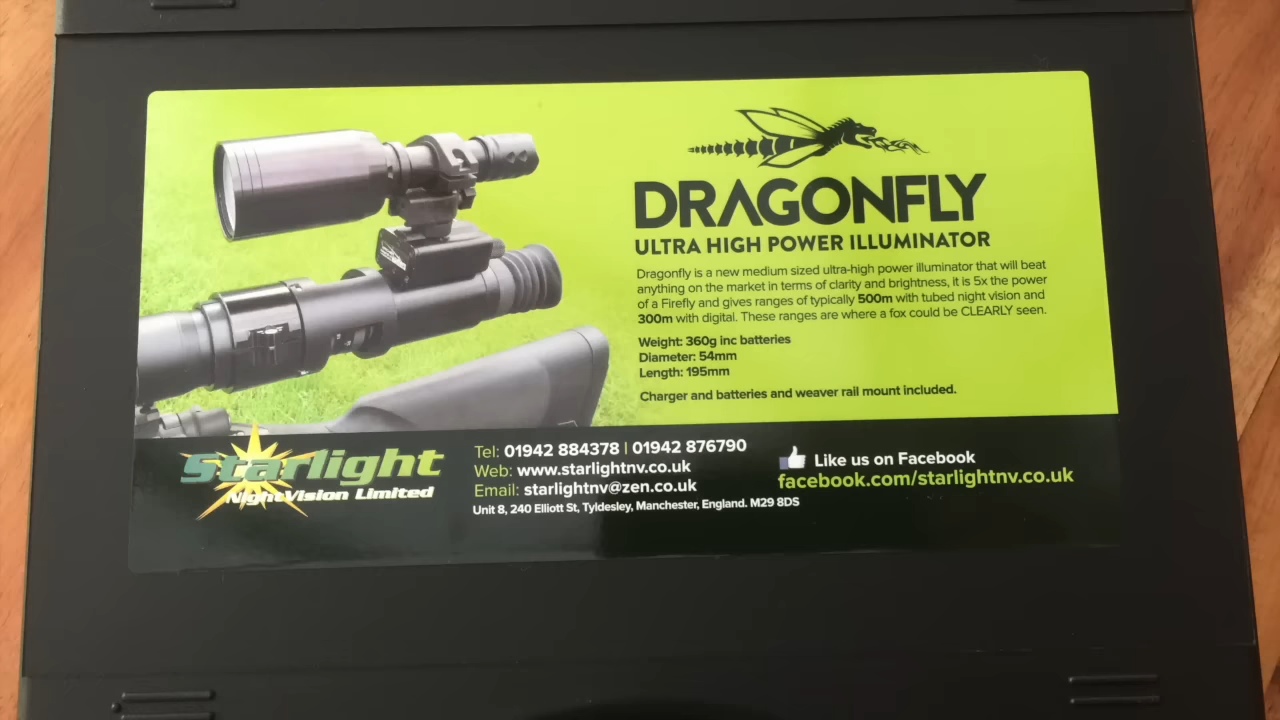 DRAGONFLY
ULTRA HIGH POWER ILLUMINATOR
Dragonfly is a new medium sized ultra-high power illuminator that will beat
anything on the market in terms of clarity and brightness, it is 5x the power
of a Firefly and gives ranges of typically 500m with tubed night vision and
300m with digital. These ranges are where a fox could be CLEARLY seen.
Weight: 360g inc batteries
Diameter: 54mm
Length: 195mm
Charger and batteries and weaver rail mount included.
Starlight
NightVision Limited
Tel: 01942 884378 | 01942 876790
Web: www.starlightnv.co.uk
Email: starlightnv@zen.co.uk
Unit 8, 240 Elliott St, Tyldesley, Manchester, England. M29 8DS
Like us on Facebook
facebook.com/starlightnv.co.uk